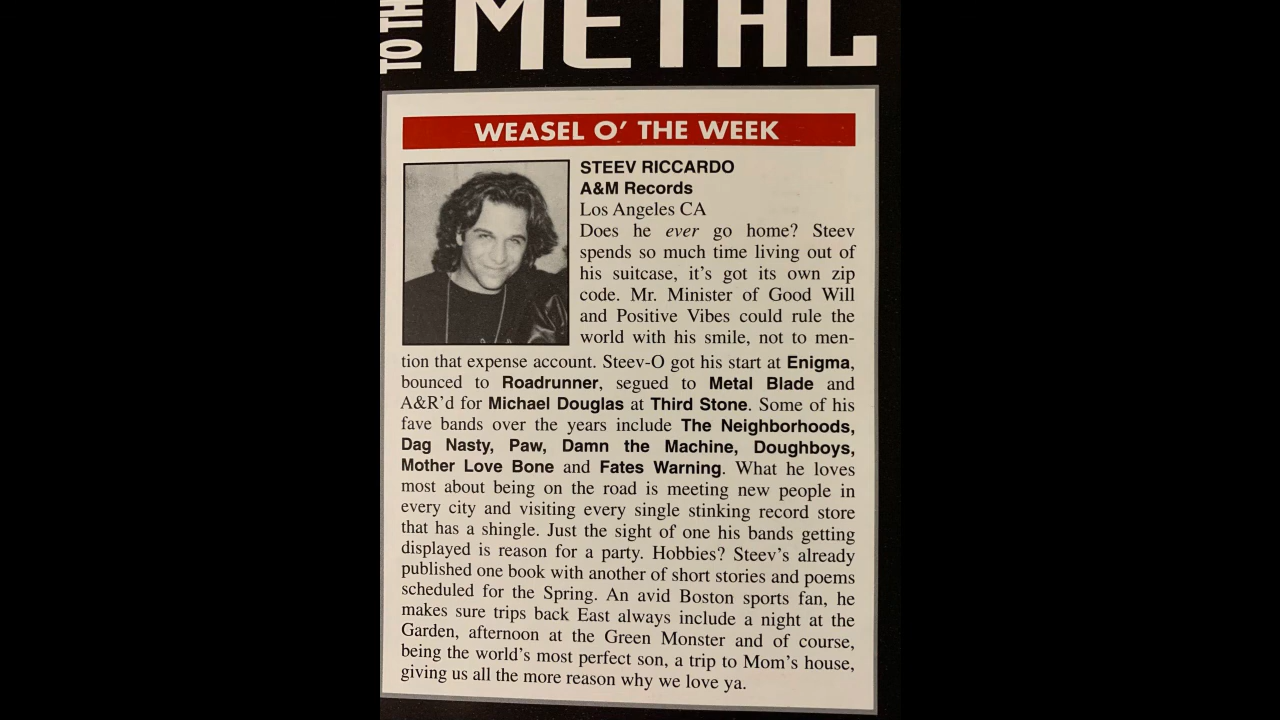 TO TH
METAL
WEASEL O' THE WEEK
STEEV RICCARDO
A&M Records
Los Angeles CA
Does he ever go home? Steev
spends so much time living out of
his suitcase, it's got its own zip
code. Mr. Minister of Good Will
and Positive Vibes could rule the
world with his smile, not to men-
tion that expense account. Steev-O got his start at Enigma,
bounced to Roadrunner, segued to Metal Blade and
A&R'd for Michael Douglas at Third Stone. Some of his
fave bands over the years include The Neighborhoods,
Dag Nasty, Paw, Damn the Machine, Doughboys,
Mother Love Bone and Fates Warning. What he loves
most about being on the road is meeting new people in
every city and visiting every single stinking record store
that has a shingle. Just the sight of one his bands getting
displayed is reason for a party. Hobbies? Steev's already
published one book with another of short stories and poems
scheduled for the Spring. An avid Boston sports fan, he
makes sure trips back East always include a night at the
Garden, afternoon at the Green Monster and of course,
being the world's most perfect son, a trip to Mom's house,
giving us all the more reason why we love ya.